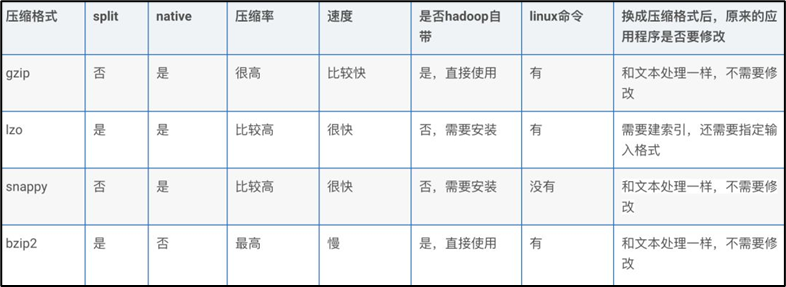 压缩格式 split native 压缩率 速度 是否hadoop自 linux命令 换成压缩格式后，原来的应
带 用程序是否要修改
gzip 否 是 很高 比较快 是，直接使用 有 和文本处理一样，不需要修
改
lzo 是 是 比较高 很快 否，需要安装 有 需要建索引，还需要指定输
入格式
snappy 否 是 比较高 很快 否，需要安装 没有 和文本处理一样，不需要修
改
bzip2 是 否 最高 慢 是，直接使用 有 和文本处理一样，不需要修
改